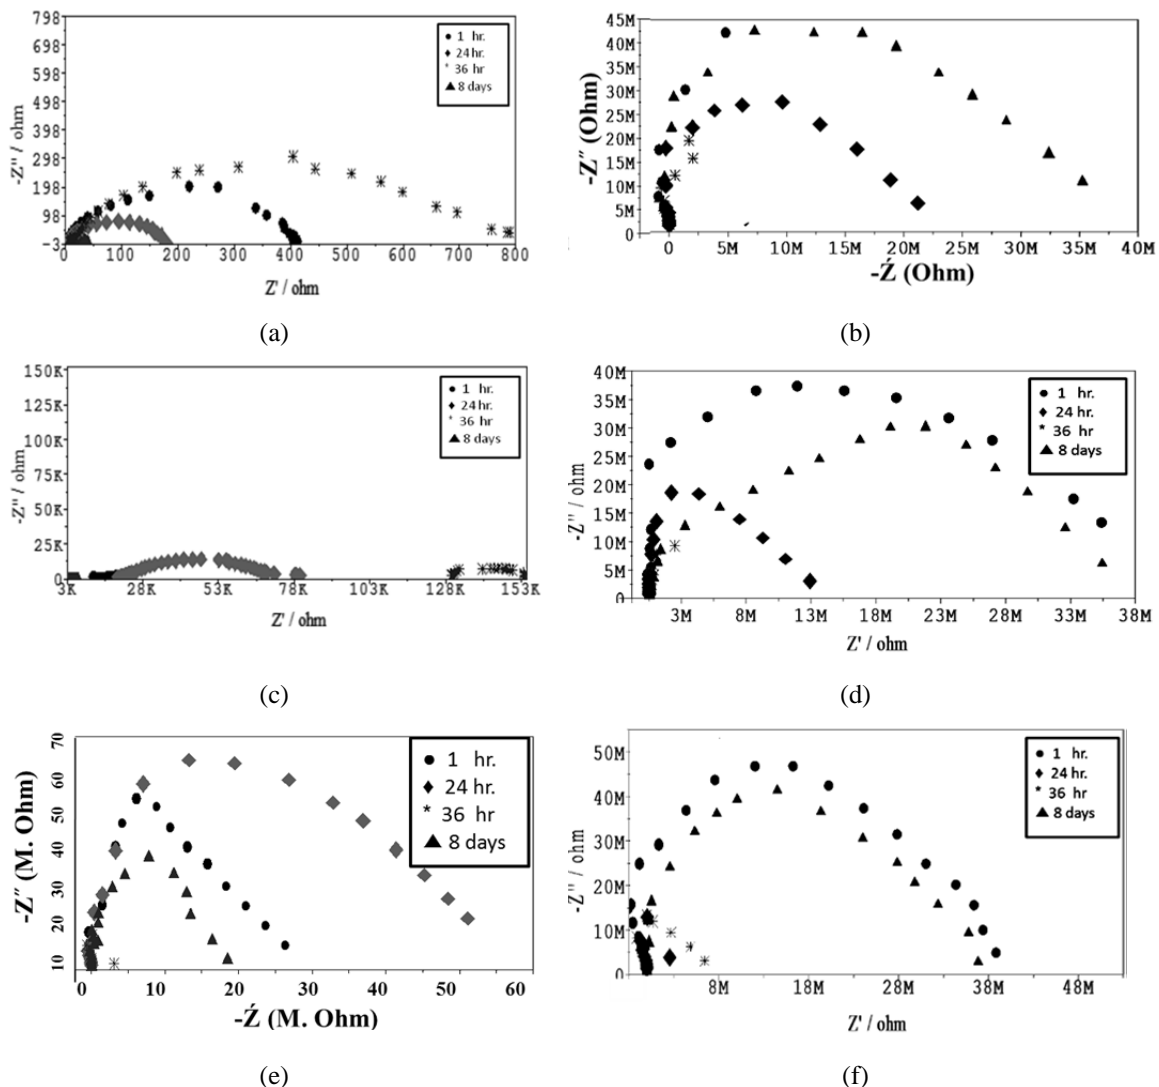 798
698
598
498
398
298
198
98
-3
-Z'' / ohm
1 hr.
24 hr.
36 hr
8 days
0 100 200 300 400 500 600 700 800
Z' / ohm
(a)
45M
40M
35M
30M
25M
20M
15M
10M
5M
0
-Z″ (Ohm)
0 5M 10M 15M 21M 25M 30M 35M 40M
-Ź (Ohm)
(b)
150K
125K
100K
75K
50K
25K
0
-Z'' / ohm
1 hr.
24 hr.
36 hr
8 days
3K 28K 53K 78K 103K 128K 153K
Z' / ohm
(c)
40M
35M
30M
25M
20M
15M
10M
5M
0
-Z'' / ohm
1 hr.
24 hr.
36 hr
8 days
3M 8M 13M 18M 23M 28M 33M 38M
Z' / ohm
(d)
70
60
50
40
30
20
10
-Z″ (M. Ohm)
1 hr.
24 hr.
36 hr
8 days
0 10 20 30 40 50 60
-Ź (M. Ohm)
(e)
50M
40M
30M
20M
10M
0
-Z'' / ohm
1 hr.
24 hr.
36 hr
8 days
8M 18M 28M 38M 48M
Z' / ohm
(f)